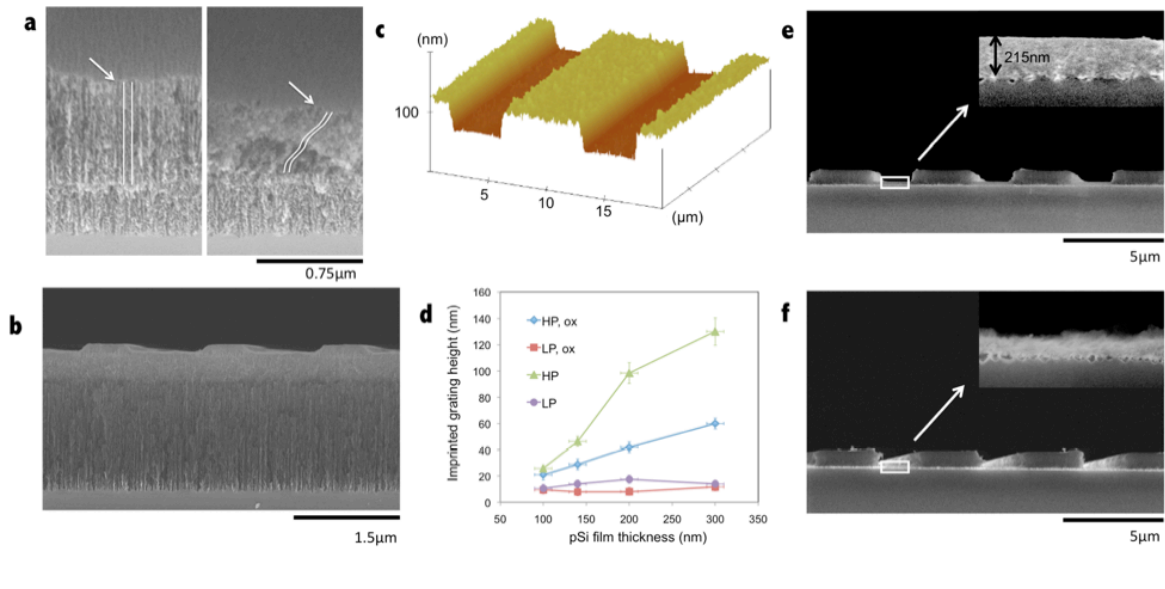 a
0.75μm
b
1.5μm
c
(nm)
100
5
10
15
(μm)
d
Imprinted grating height (nm)
160
140
120
100
80
60
40
20
0
HP, ox
LP, ox
HP
LP
50
100
150
200
250
300
350
pSi film thickness (nm)
e
215nm
5μm
f
5μm